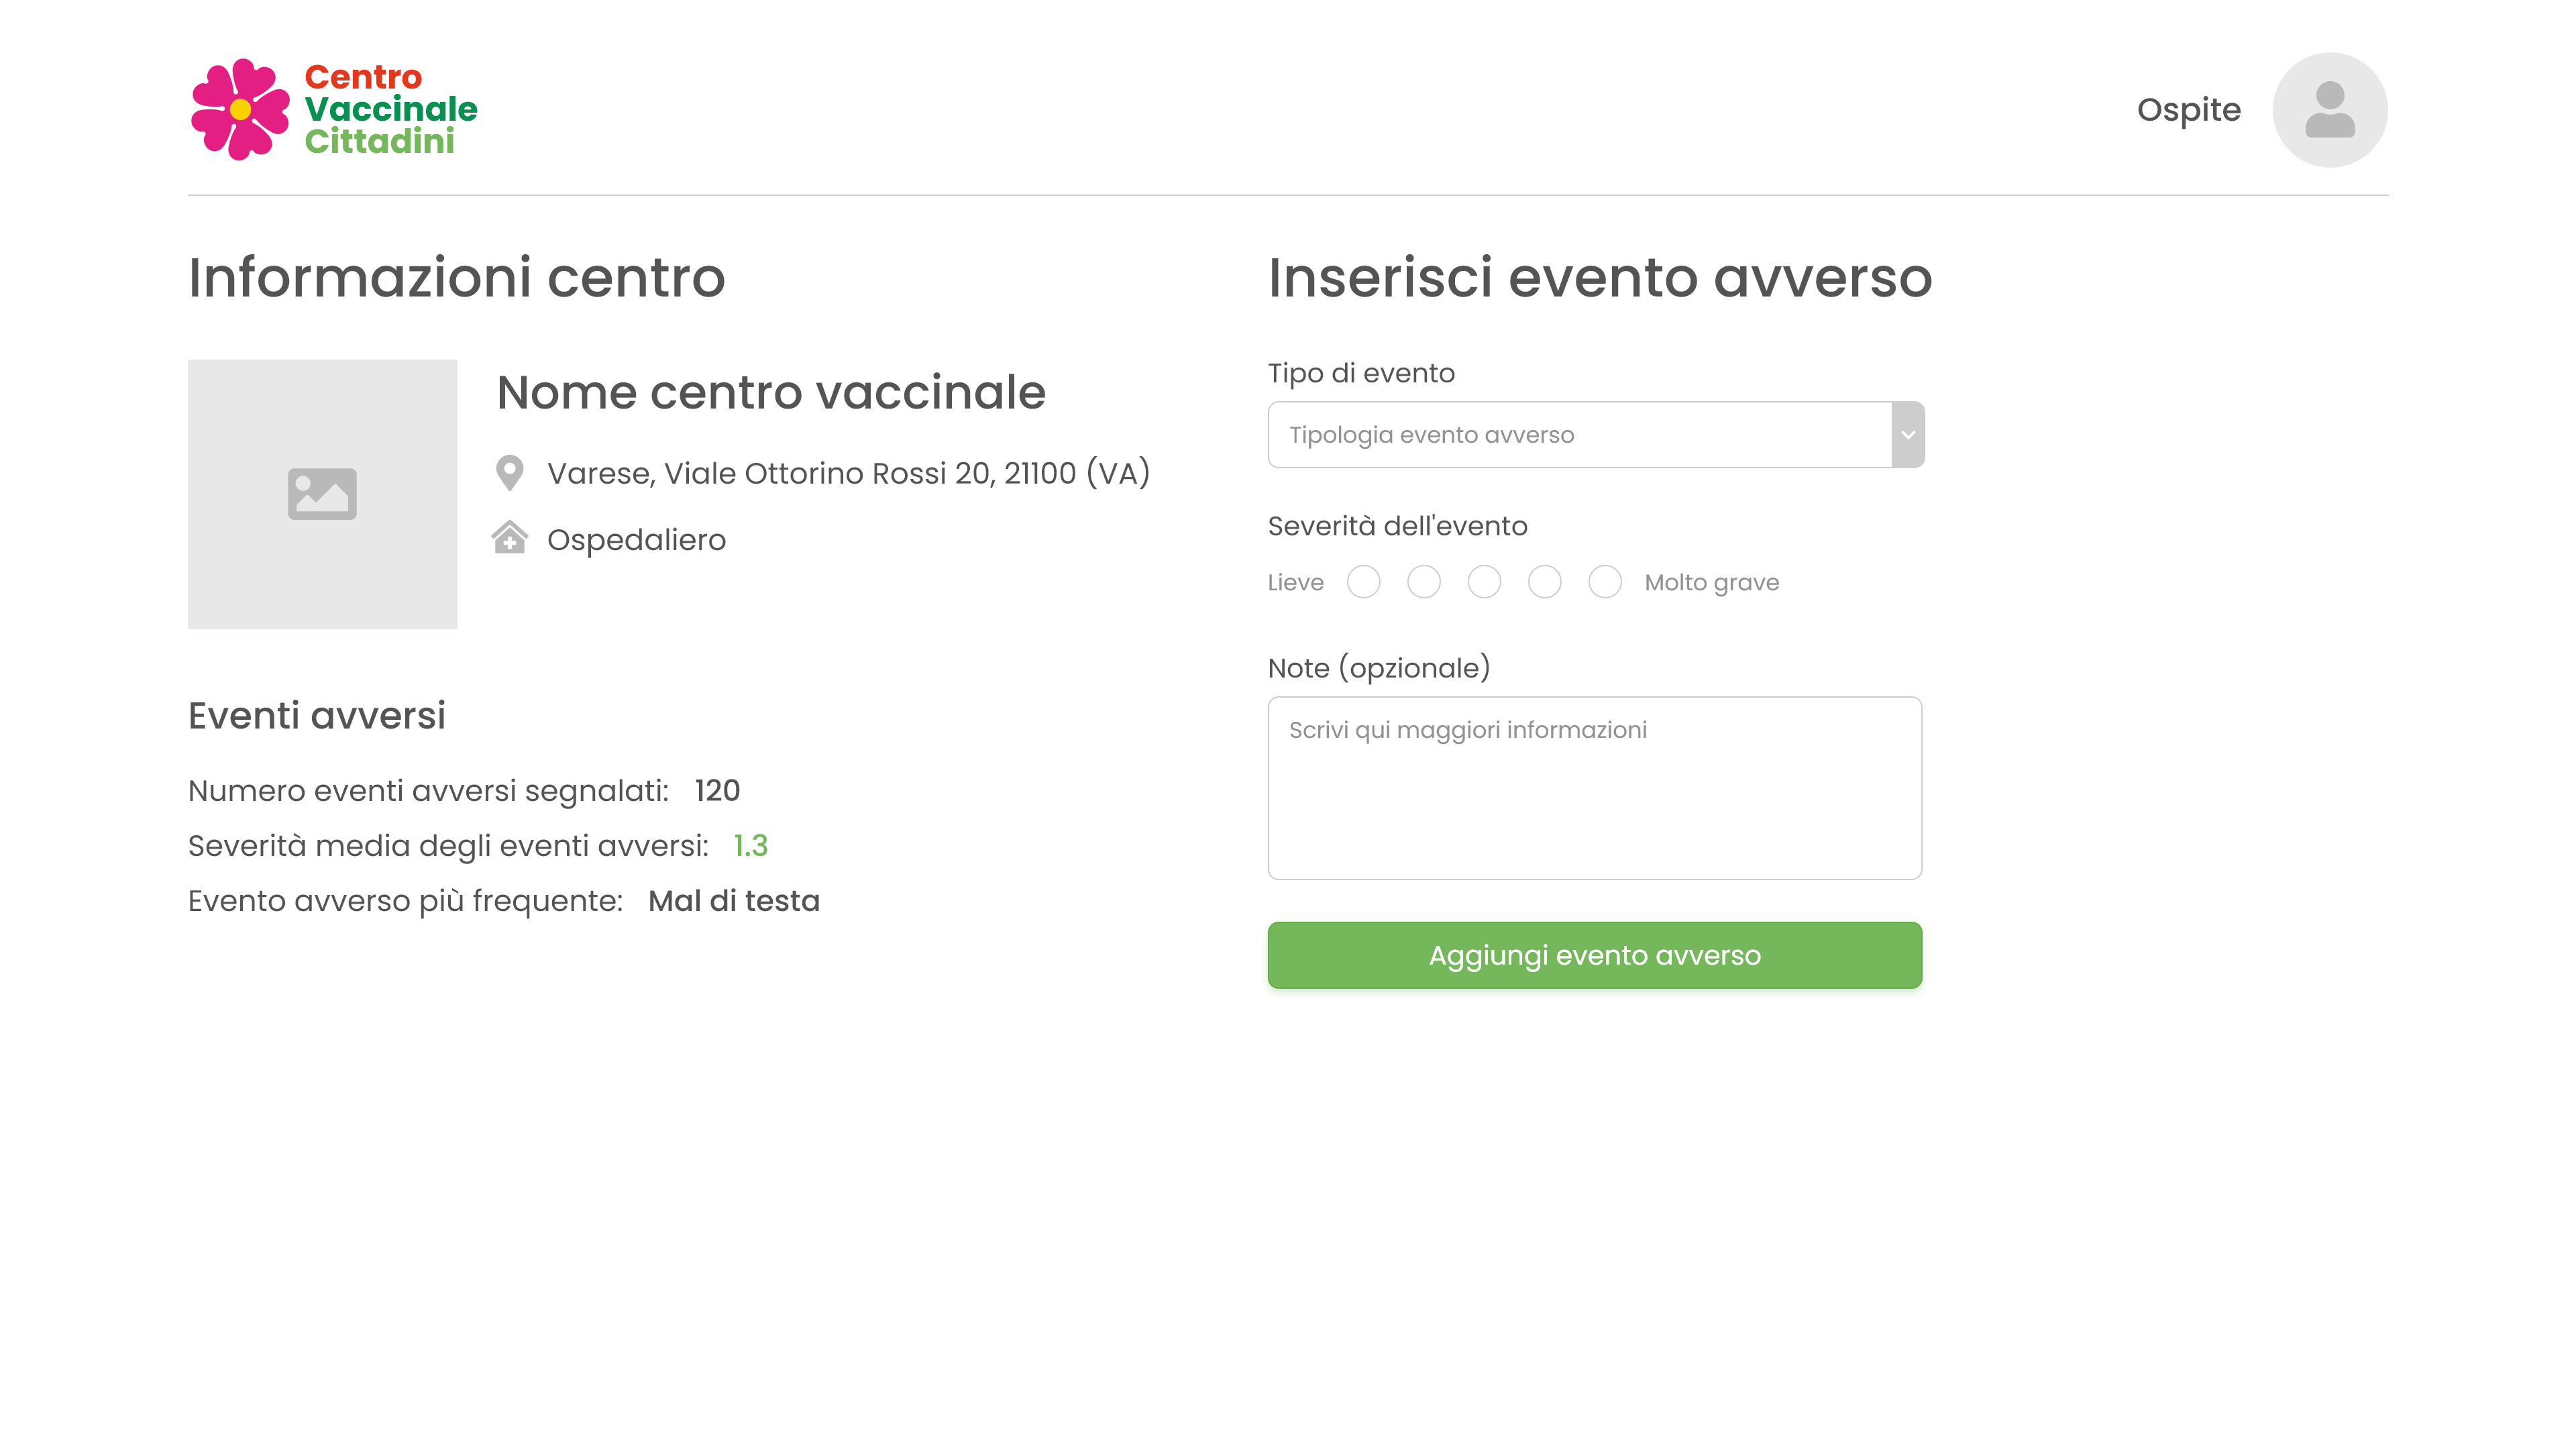 Centro
Vaccinale
Cittadini
Ospite
Informazioni centro
Nome centro vaccinale
Varese, Viale Ottorino Rossi 20, 21100 (VA)
Ospedaliero
Eventi avversi
Numero eventi avversi segnalati: 120
Severità media degli eventi avversi: 1.3
Evento avverso più frequente: Mal di testa
Inserisci evento avverso
Tipo di evento
Tipologia evento avverso
Severità dell'evento
Lieve Molto grave
Note (opzionale)
Scrivi qui maggiori informazioni
Aggiungi evento avverso